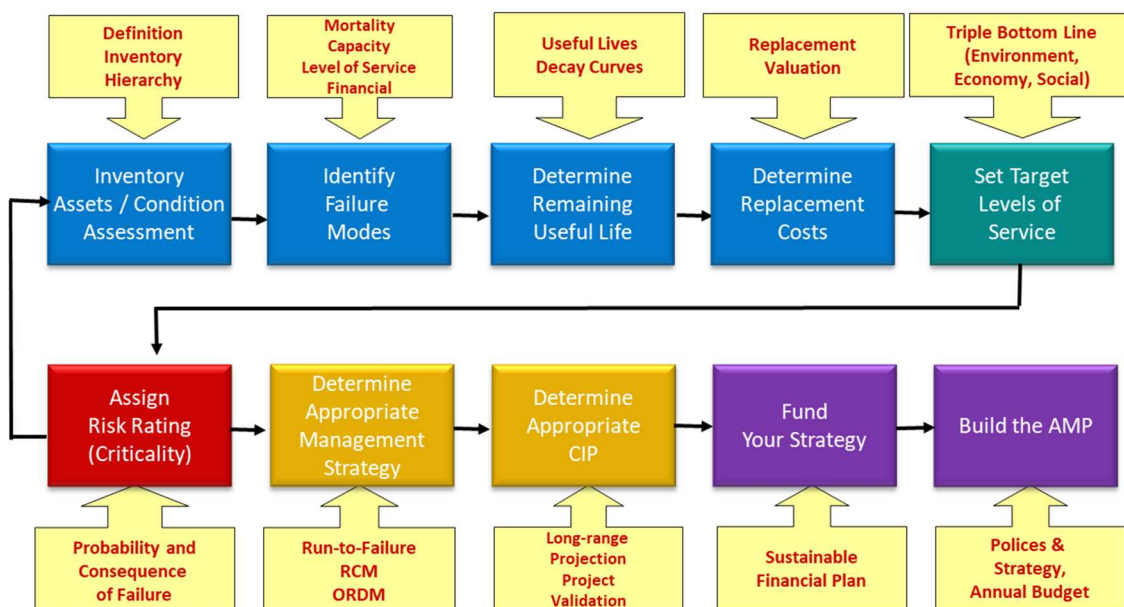 Definition
Inventory
Hierarchy
Mortality
Capacity
Level of Service
Financial
Useful Lives
Decay Curves
Replacement
Valuation
Triple Bottom Line
(Environment,
Economy, Social)
Inventory
Assets / Condition
Assessment
Identify
Failure
Modes
Determine
Remaining
Useful Life
Determine
Replacement
Costs
Set Target
Levels of
Service
Assign
Risk Rating
(Criticality)
Determine
Appropriate
Management
Strategy
Determine
Appropriate
CIP
Fund
Your Strategy
Build the AMP
Probability and
Consequence
of Failure
Run-to-Failure
RCM
ORDM
Long-range
Projection
Project
Validation
Sustainable
Financial Plan
Polices &
Strategy,
Annual Budget